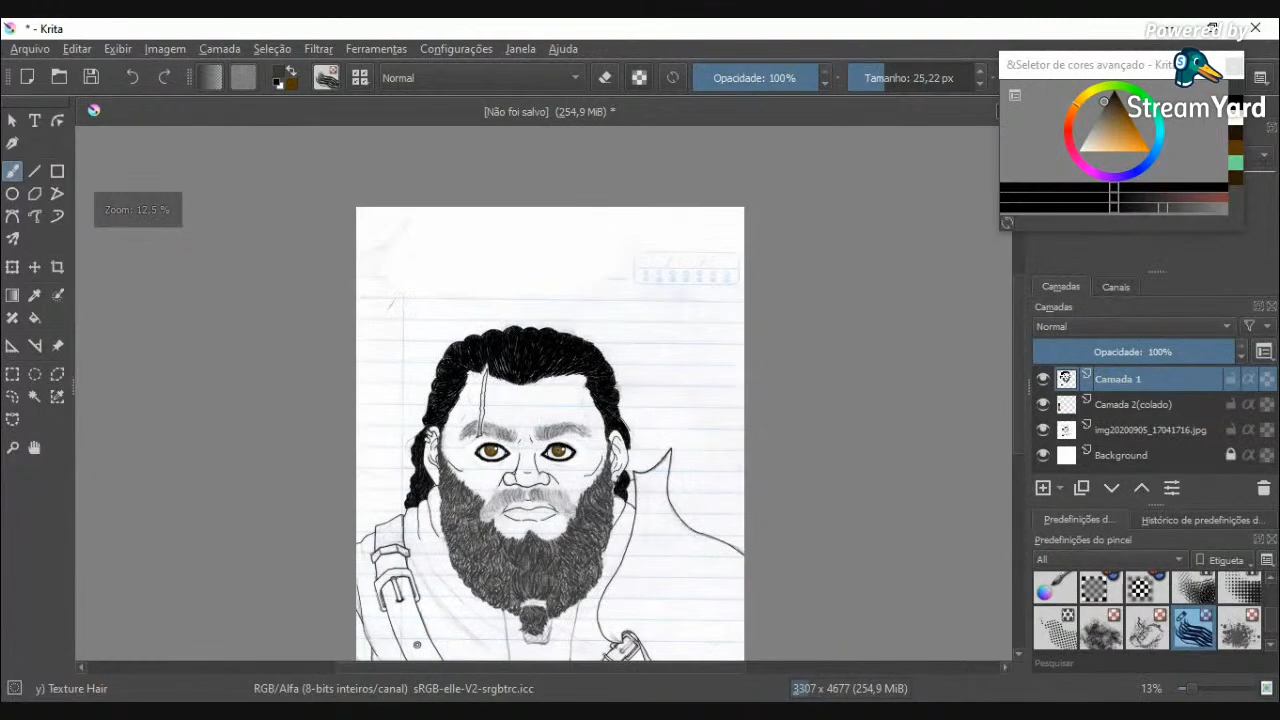 * - Krita
Powered by
Arquivo Editar Exibir Imagem Camada Seleção Filtrar Ferramentas Configurações Janela Ajuda
&Seletor de cores avançado - Krita
StreamYard
Normal
Opacidade: 100%
Tamanho: 25,22 px
[Não foi salvo] (254,9 MiB) *
Zoom: 12,5 %
Camadas Canais
Camadas
Normal
Opacidade: 100%
Camada 1
Camada 2(colado)
img20200905_17041716.jpg
Background
Predefinições d... Histórico de predefinições d...
Predefinições do pincel
All
Etiqueta
Pesquisar
y) Texture Hair
RGB/Alfa (8-bits inteiros/canal) sRGB-elle-V2-srgbtrc.icc
3307 x 4677 (254,9 MiB)
13%